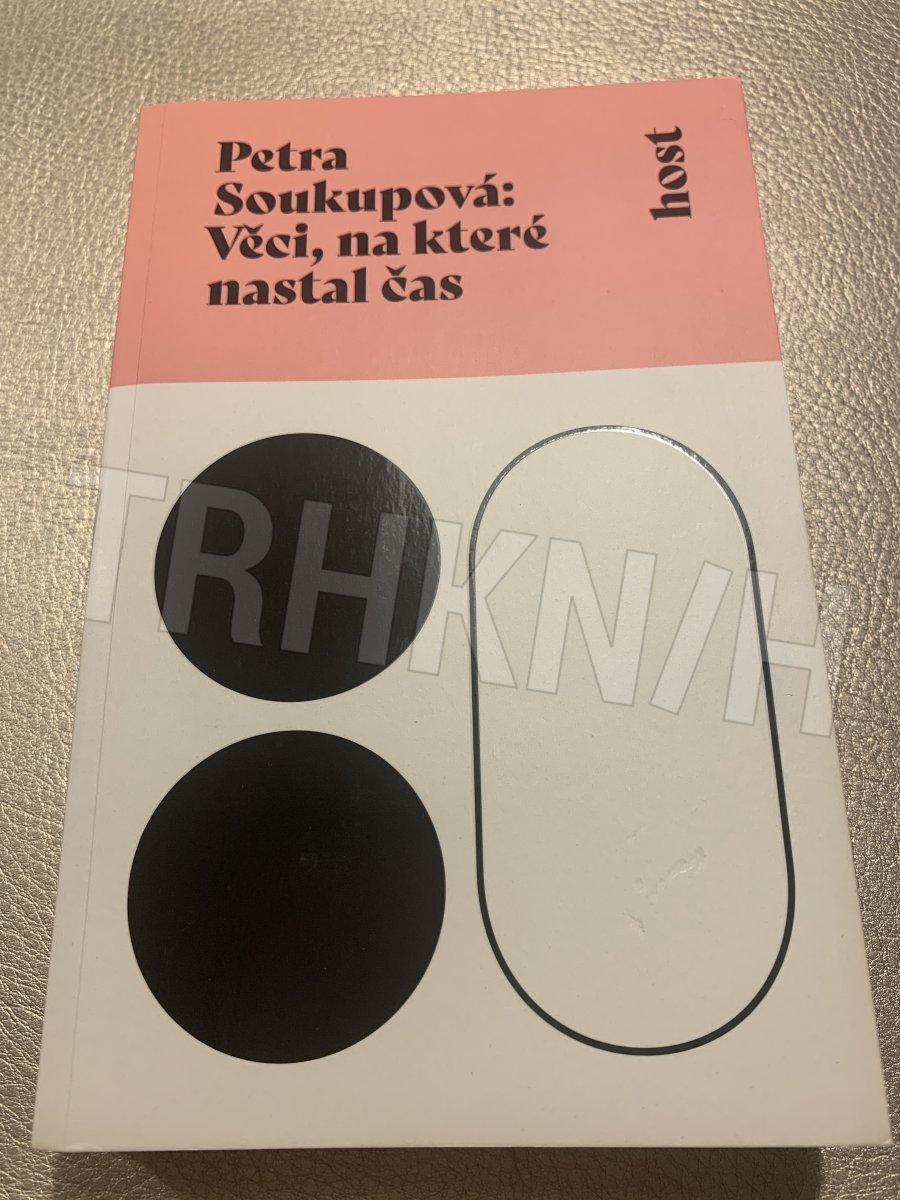 Petra
Soukupová:
Věci, na které
nastal čas
host
TRHKNIH